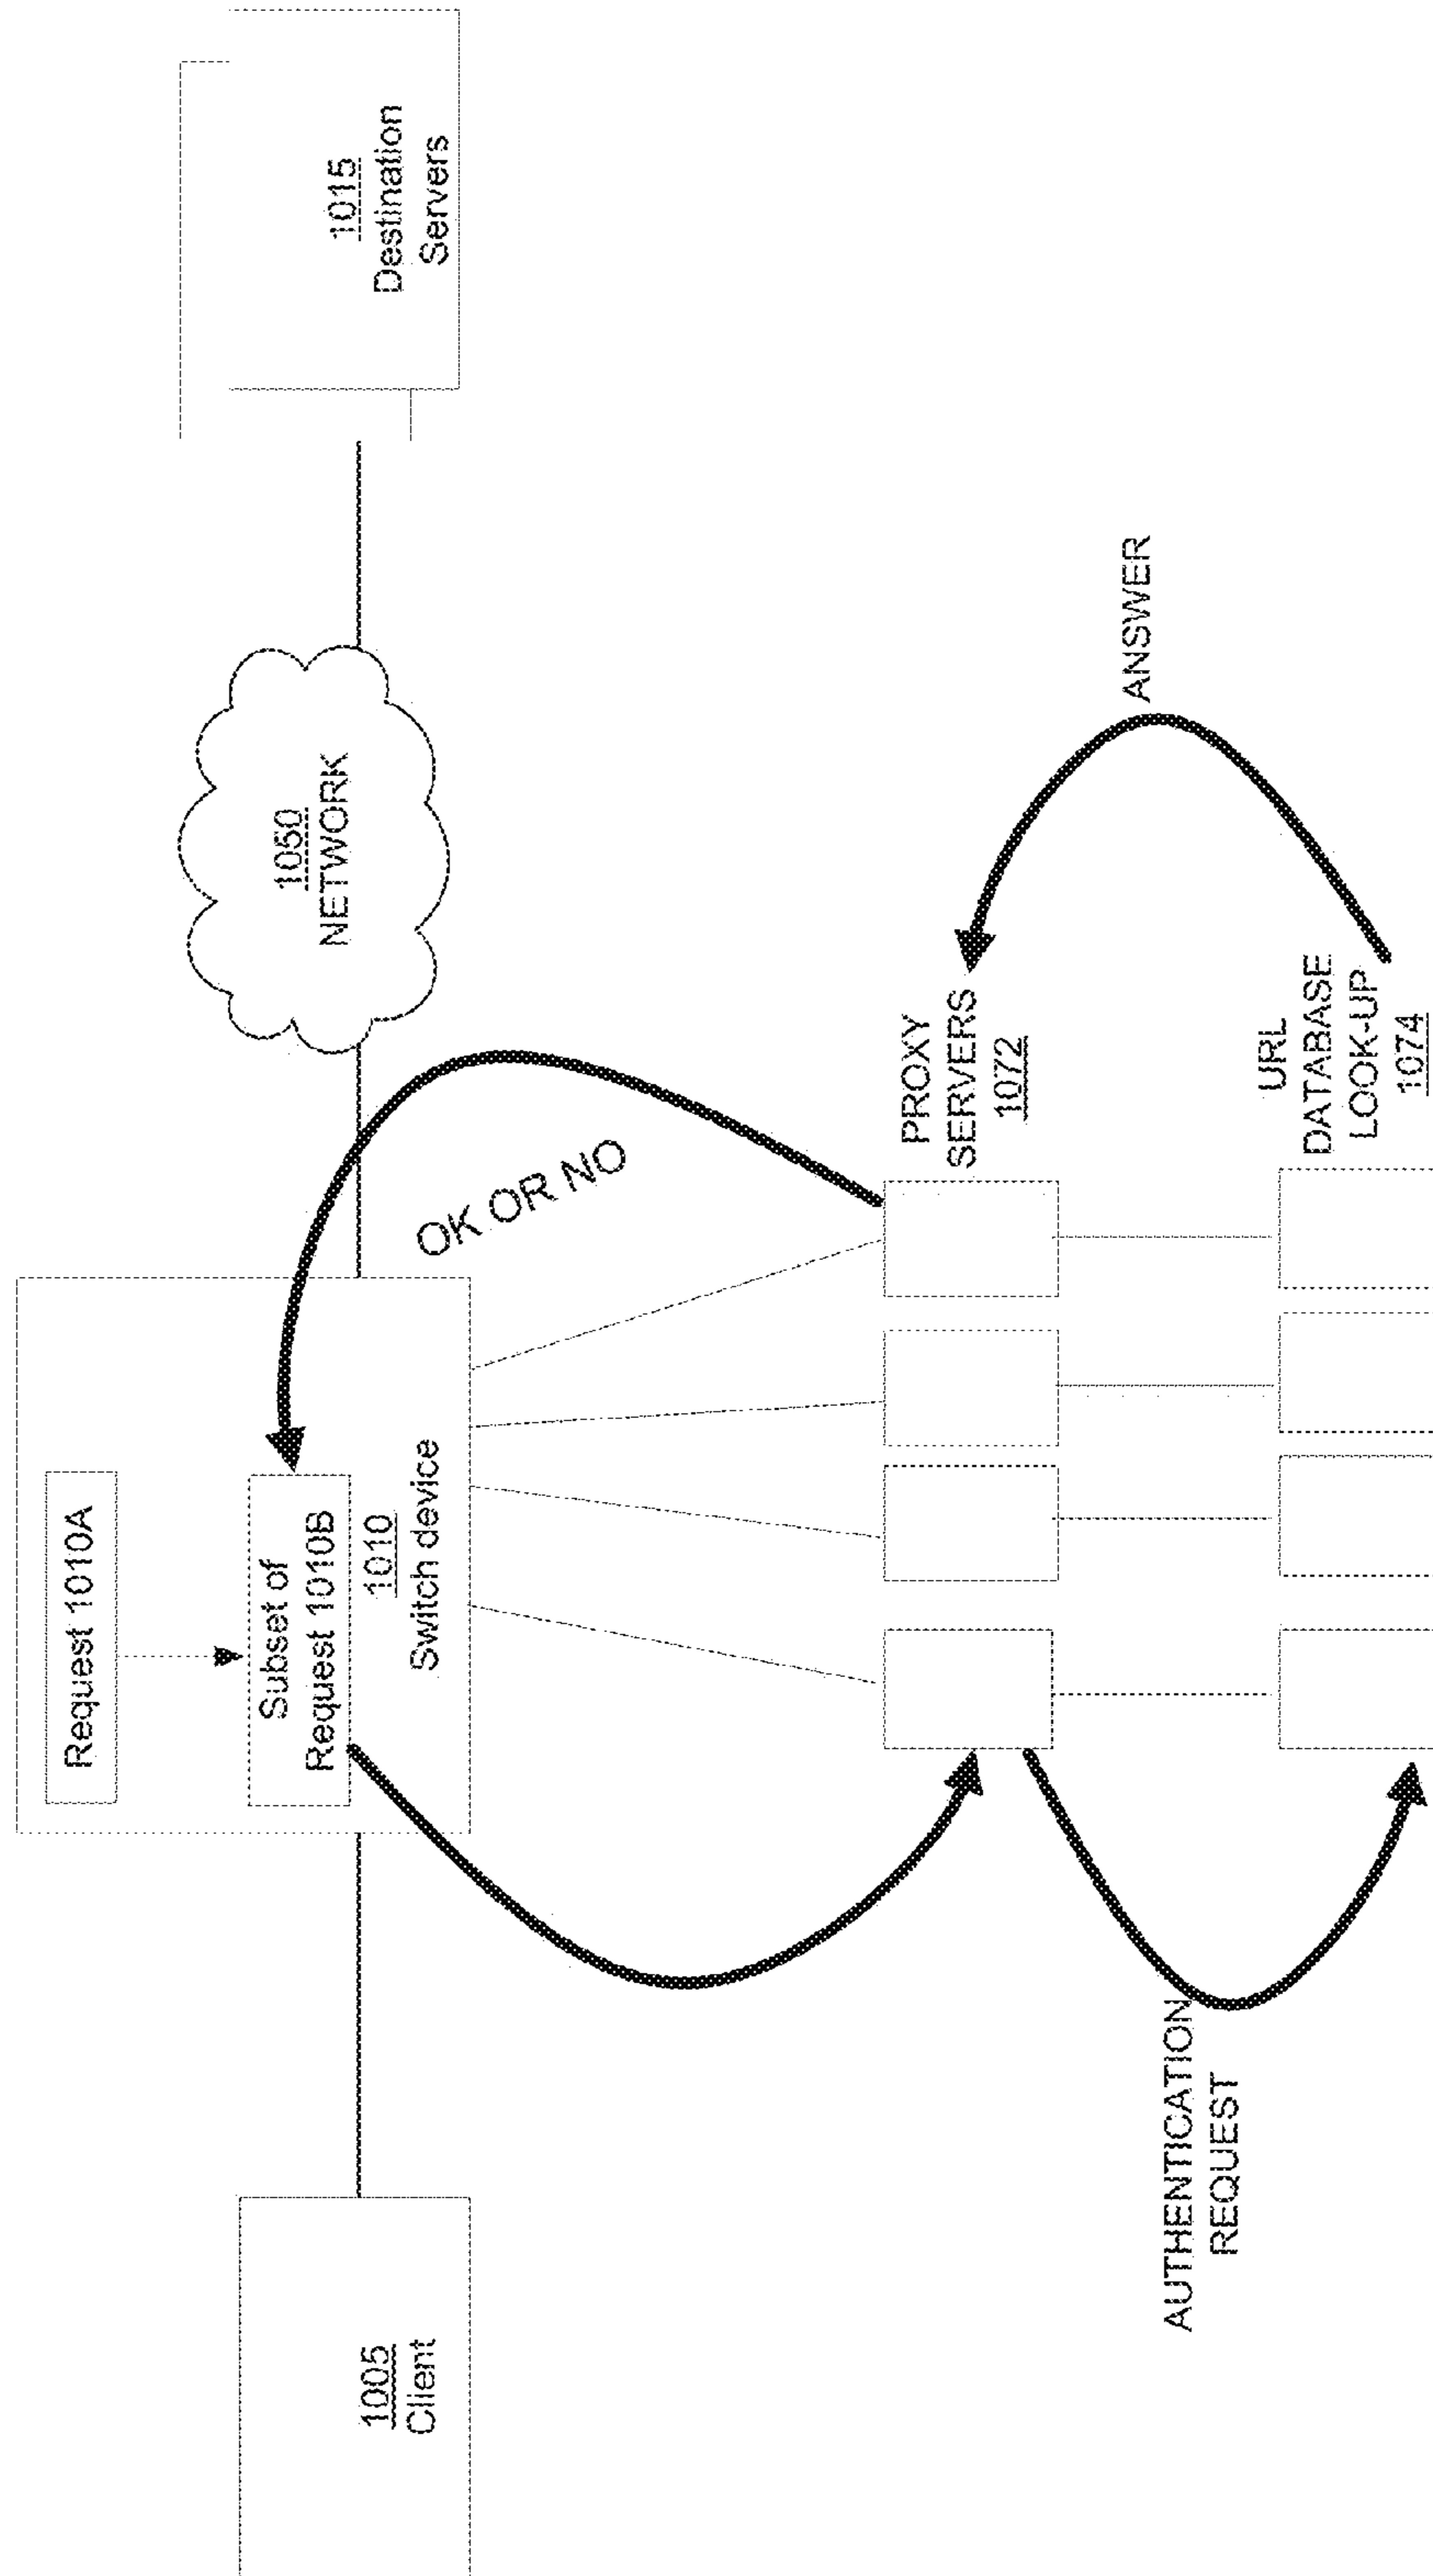 Request 1010A
Subset of
Request 1010B
1010
Switch device
1005
Client
1050
NETWORK
1015
Destination
Servers
OK OR NO
PROXY
SERVERS
1072
ANSWER
URL
DATABASE
LOOK-UP
1074
AUTHENTICATION
REQUEST